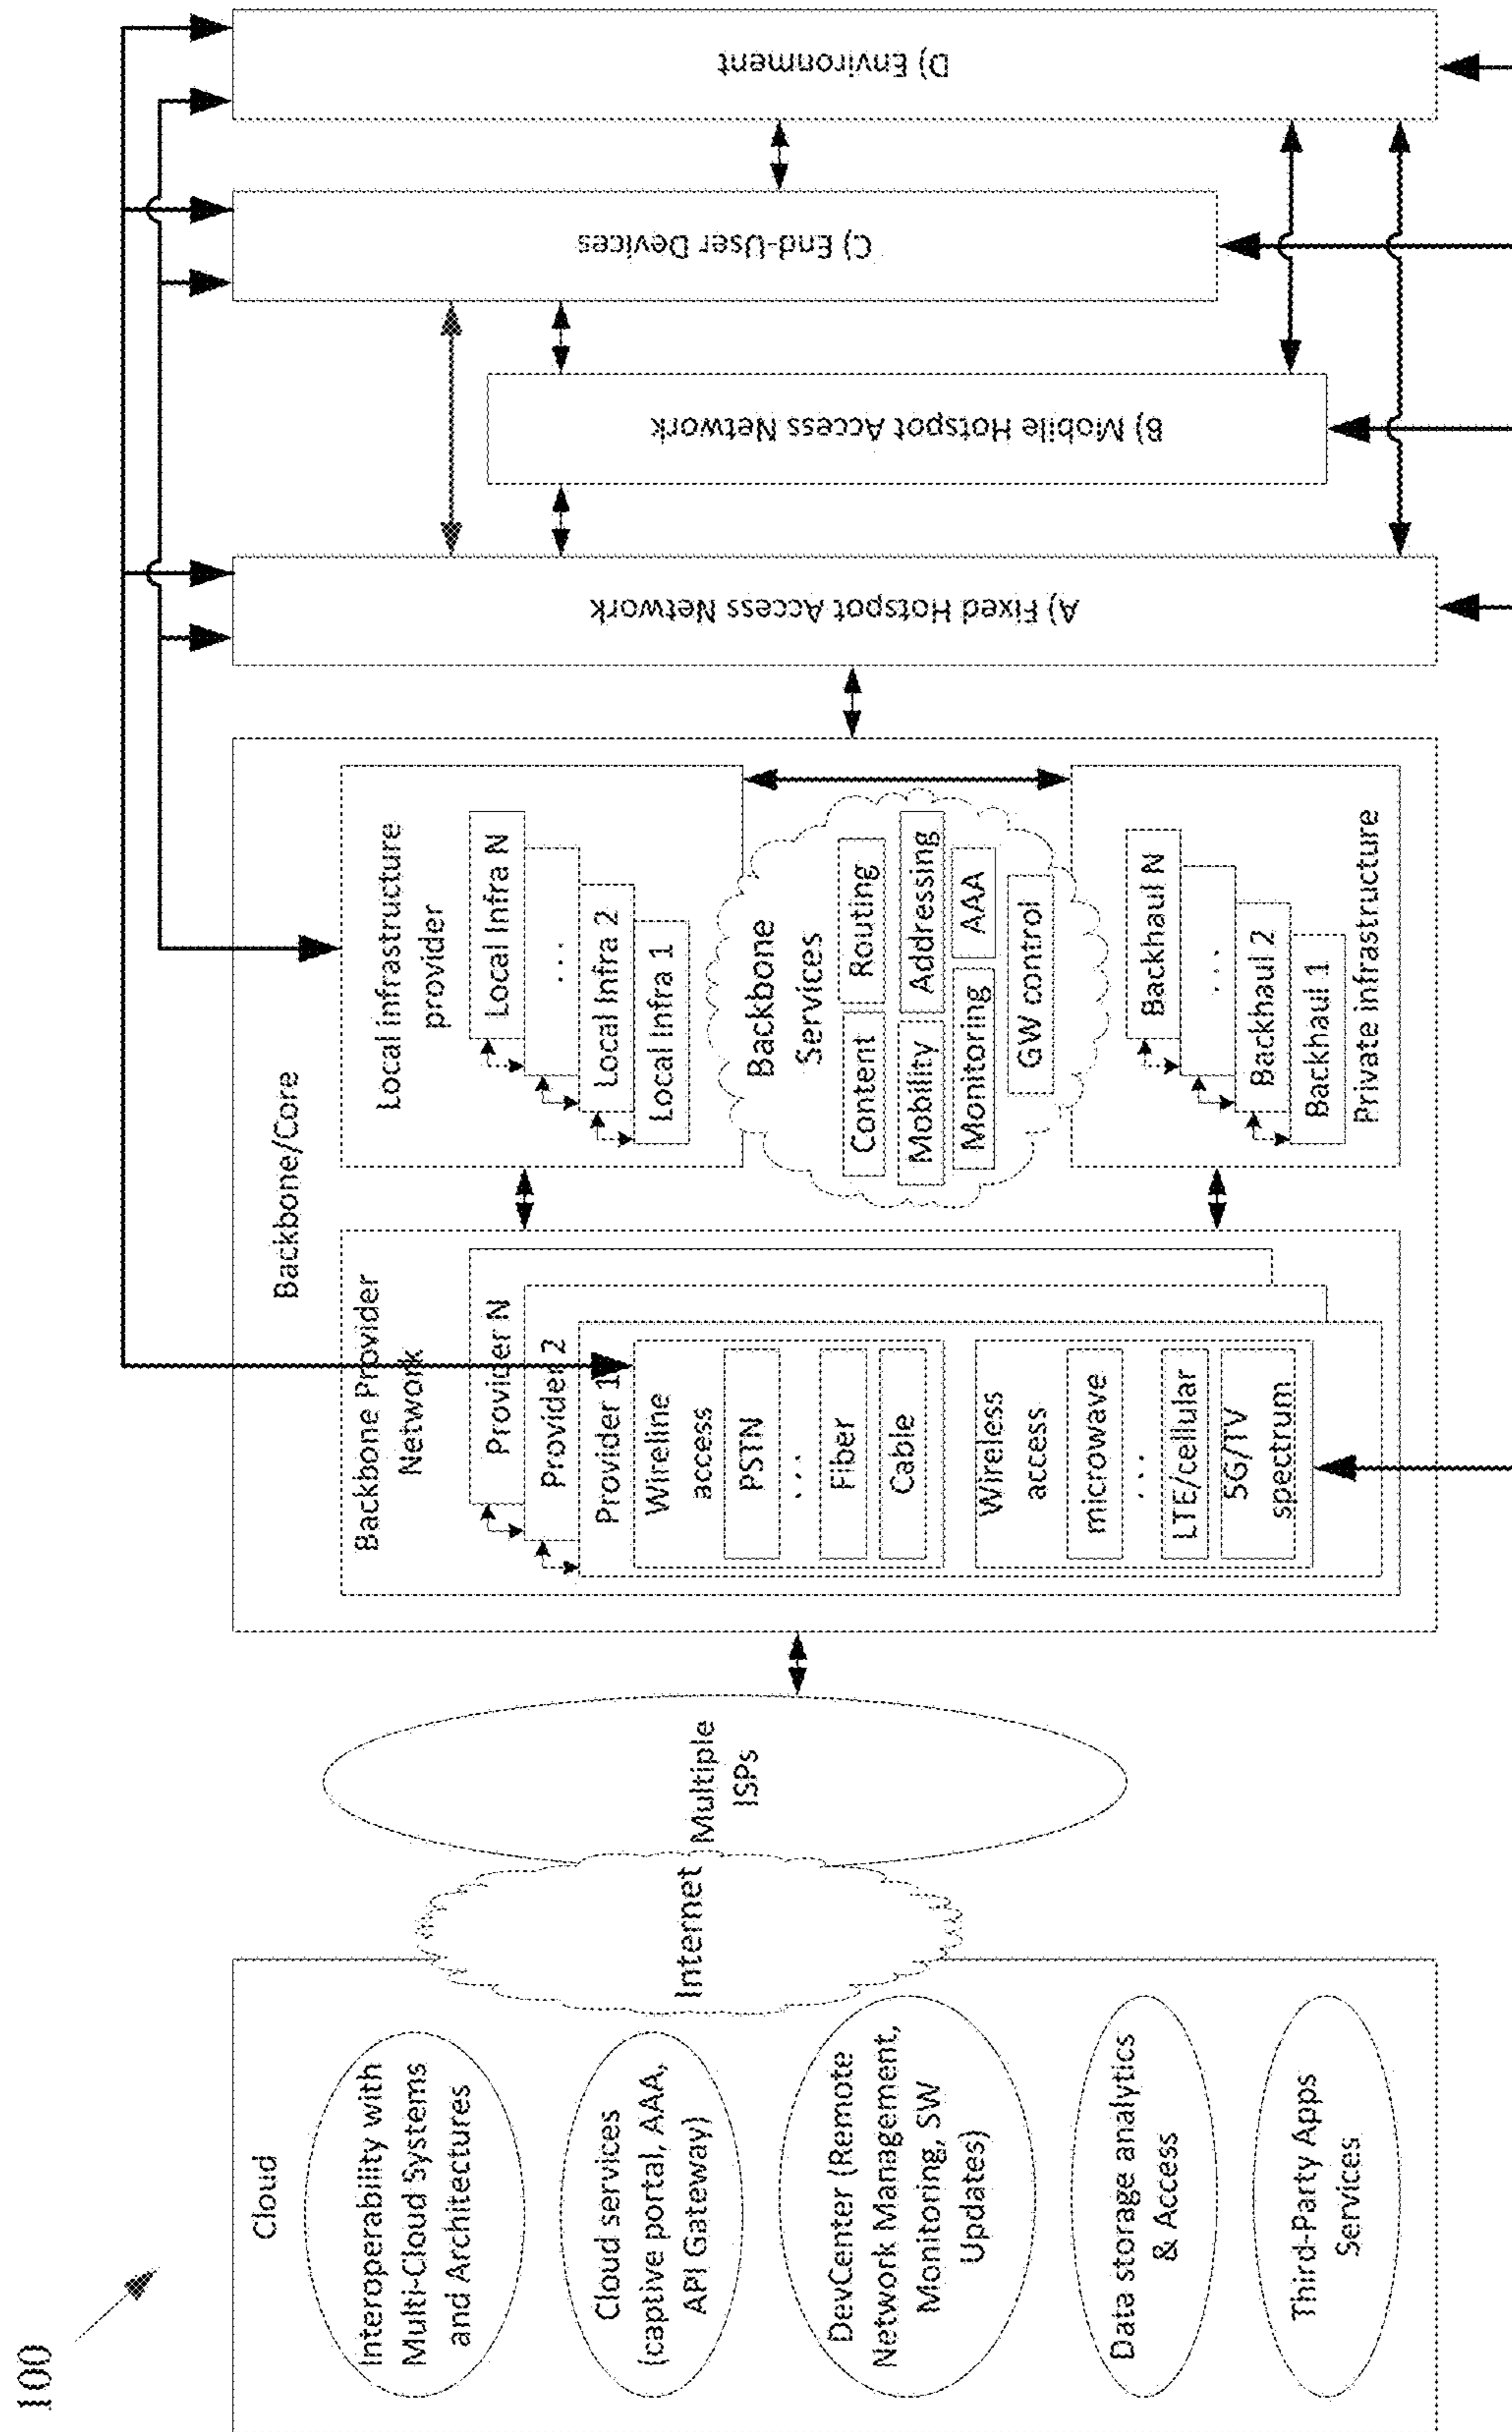 100
Cloud
Interoperability with
Multi-Cloud Systems
and Architectures
Cloud services
(captive portal, AAA,
API Gateway)
DevCenter (Remote
Network Management,
Monitoring, SW
Updates)
Data storage analytics
& Access
Third-Party Apps
Services
Internet
Multiple
ISPs
Backbone/Core
Backbone Provider
Network
Provider N
Provider 2
Provider 1
Wireline
access
PSTN
...
Fiber
Cable
Wireless
access
microwave
...
LTE/cellular
5G/TV
spectrum
Local infrastructure
provider
Local Infra N
...
Local Infra 2
Local Infra 1
Backbone
Services
Content
Routing
Mobility
Addressing
Monitoring
AAA
GW control
Backhaul N
...
Backhaul 2
Backhaul 1
Private infrastructure
A) Fixed Hotspot Access Network
B) Mobile Hotspot Access Network
C) End-User Devices
D) Environment